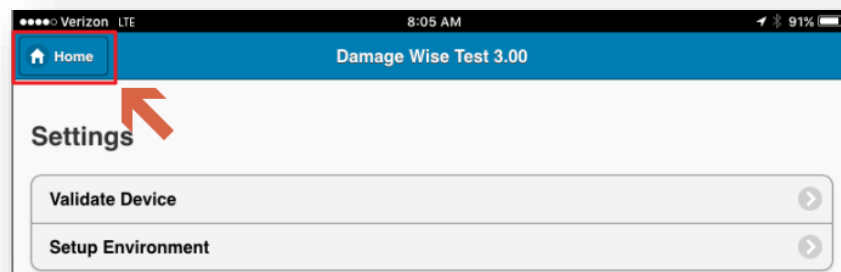 Verizon LTE 8:05 AM 91%
Home Damage Wise Test 3.00
Settings
Validate Device
Setup Environment